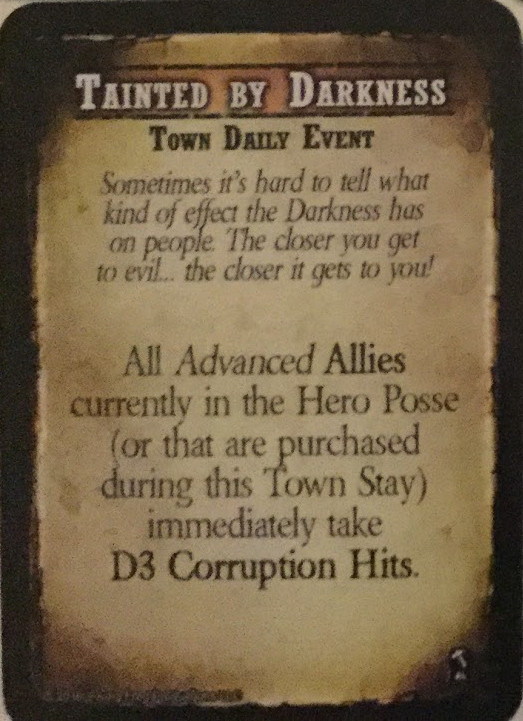 TAINTED BY DARKNESS
TOWN DAILY EVENT
Sometimes it's hard to tell what
kind of effect the Darkness has
on people. The closer you get
to evil... the closer it gets to you!
All Advanced Allies
currently in the Hero Posse
(or that are purchased
during this Town Stay)
immediately take
D3 Corruption Hits.